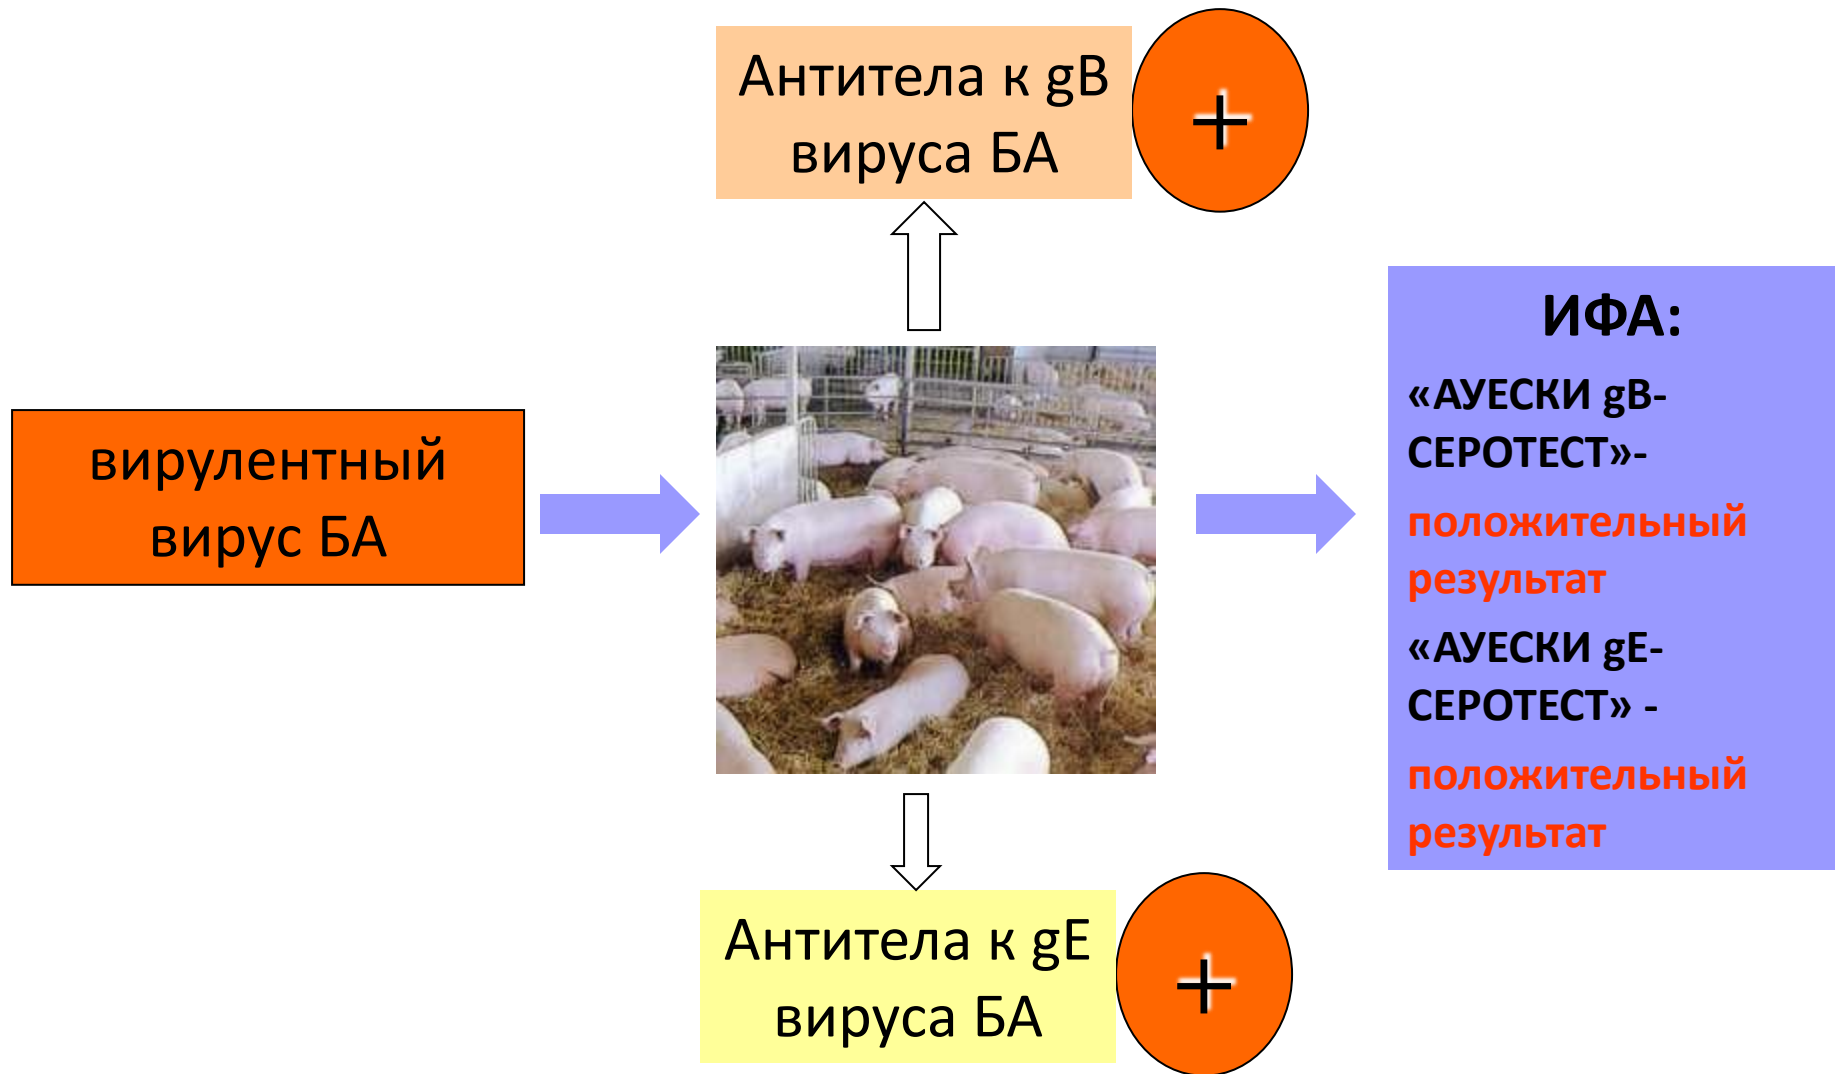 Антитела к gB
вируса БА
+
вирулентный
вирус БА
ИФА:
«АУЕСКИ gB-
СЕРОТЕСТ»-
положительный
результат
«АУЕСКИ gE-
СЕРОТЕСТ» -
положительный
результат
Антитела к gE
вируса БА
+